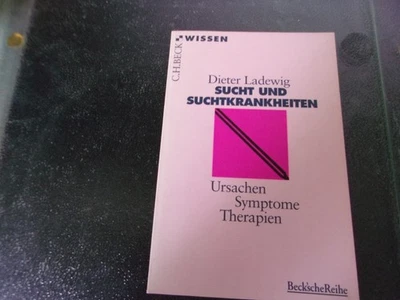 C.H.BECK WISSEN
Dieter Ladewig
SUCHT UND
SUCHTKRANKHEITEN
Ursachen
Symptome
Therapien
Beck'sche Reihe